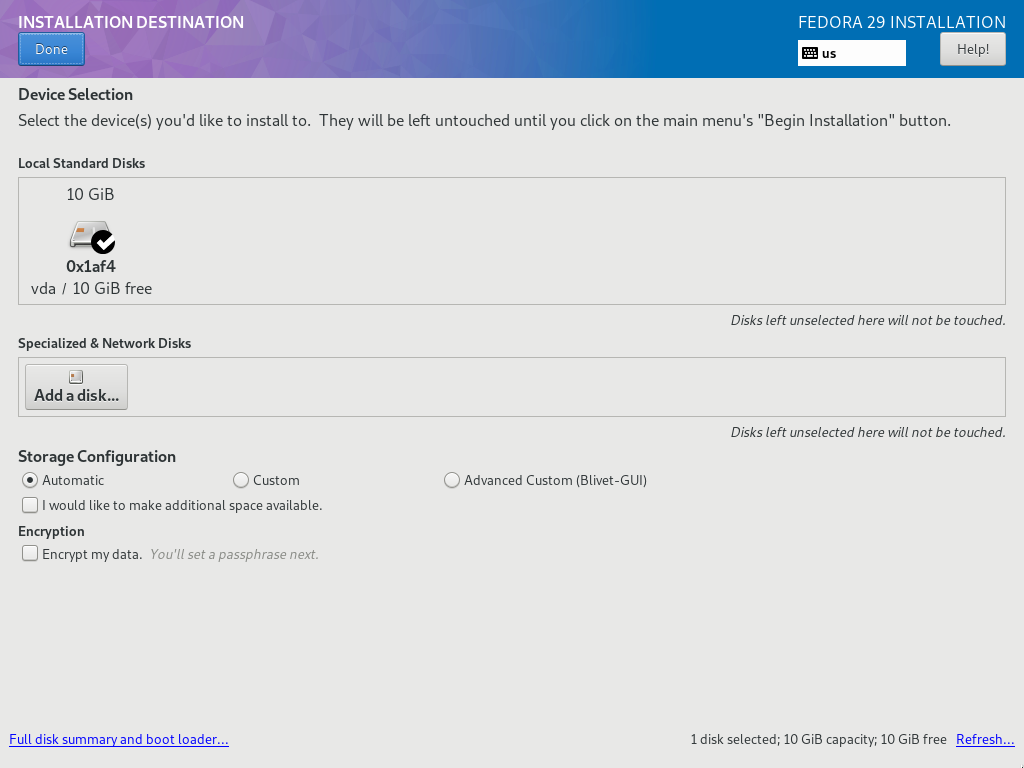 INSTALLATION DESTINATION
FEDORA 29 INSTALLATION
Done
us
Help!
Device Selection
Select the device(s) you'd like to install to.  They will be left untouched until you click on the main menu's "Begin Installation" button.
Local Standard Disks
10 GiB
0x1af4
vda / 10 GiB free
Disks left unselected here will not be touched.
Specialized & Network Disks
Add a disk...
Disks left unselected here will not be touched.
Storage Configuration
Automatic
Custom
Advanced Custom (Blivet-GUI)
I would like to make additional space available.
Encryption
Encrypt my data. You'll set a passphrase next.
Full disk summary and boot loader...
1 disk selected; 10 GiB capacity; 10 GiB free Refresh...